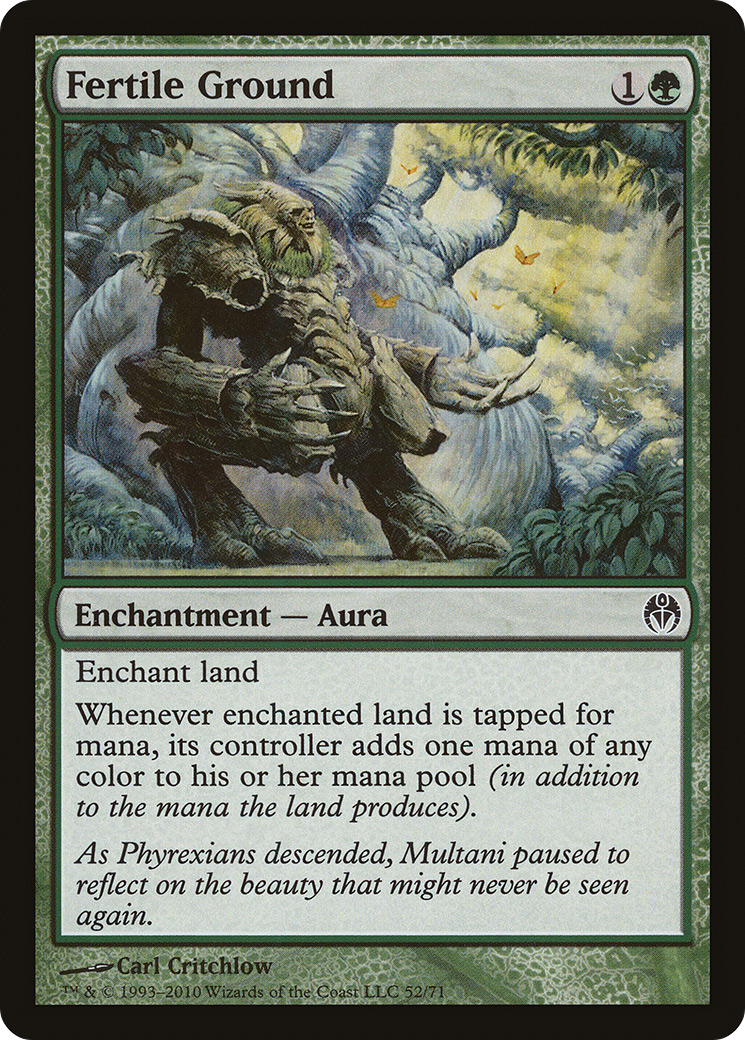 Fertile Ground 1
Enchantment — Aura
Enchant land
Whenever enchanted land is tapped for
mana, its controller adds one mana of any
color to his or her mana pool (in addition
to the mana the land produces).
As Phyrexians descended, Multani paused to
reflect on the beauty that might never be seen
again.
Carl Critchlow
™ & © 1993–2010 Wizards of the Coast LLC 52/71